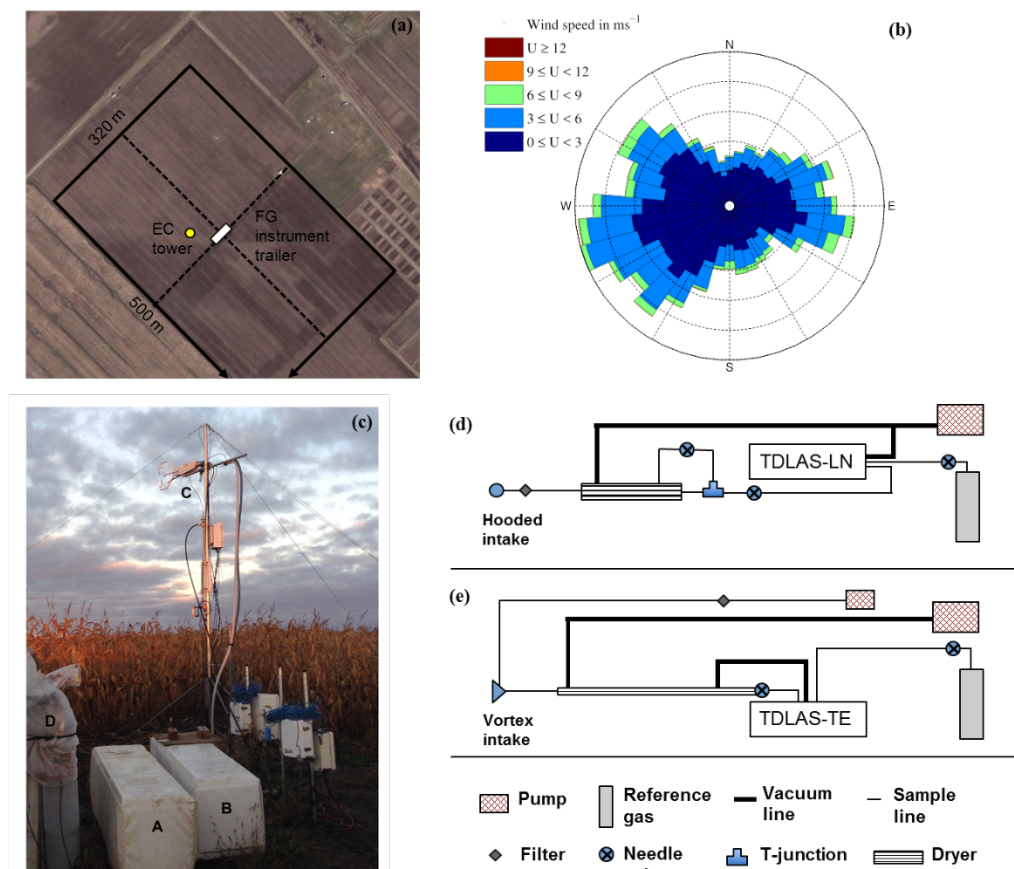 (a)
320 m
EC
tower
FG
instrument
trailer
500 m
(b)
Wind speed in ms⁻¹
U ≥ 12
9 ≤ U < 12
6 ≤ U < 9
3 ≤ U < 6
0 ≤ U < 3
N
W
E
S
(c)
C
D
A
B
(d)
TDLAS-LN
Hooded
intake
(e)
TDLAS-TE
Vortex
intake
Pump
Reference
gas
Vacuum
line
Sample
line
Filter
Needle
T-junction
Dryer